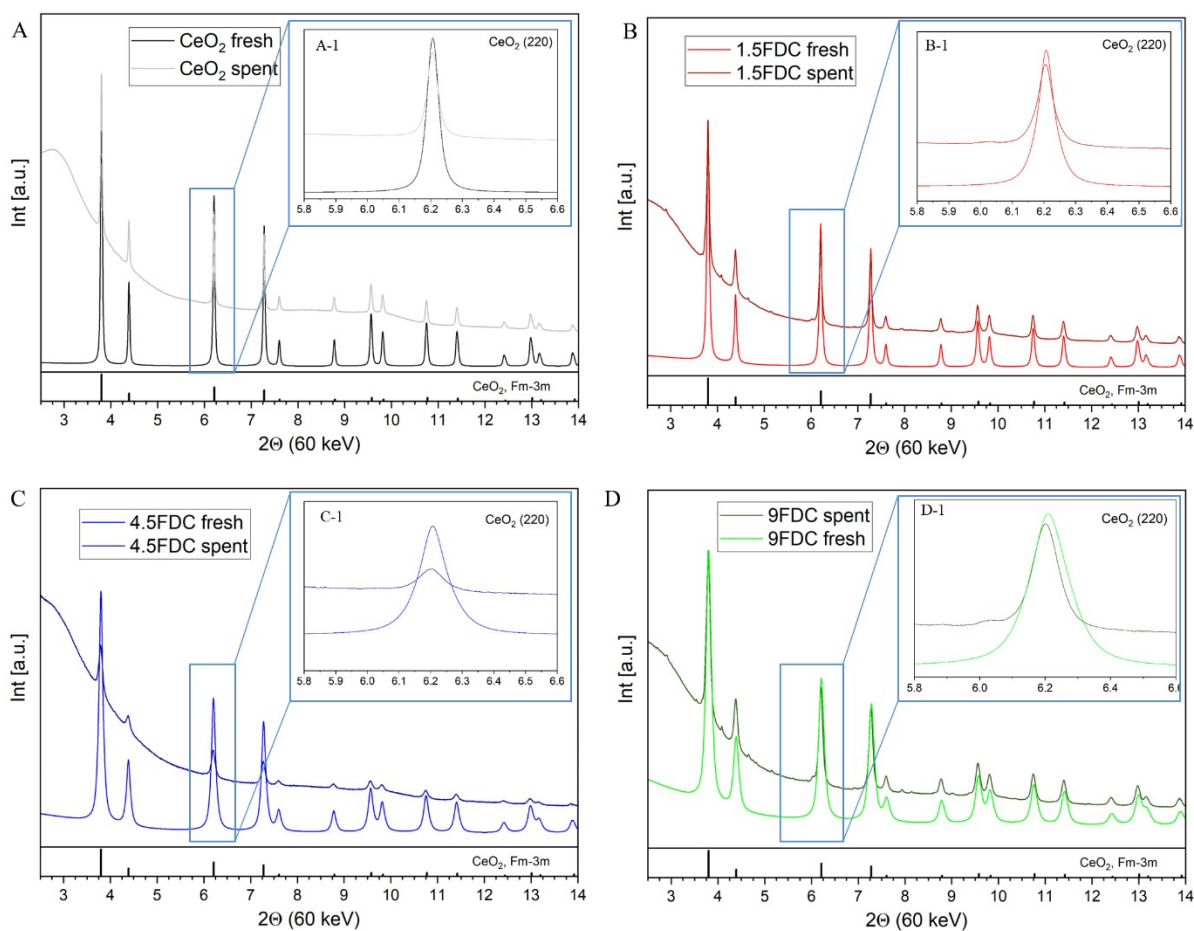 A
CeO₂ fresh
CeO₂ spent
A-1
CeO₂ (220)
5.8 5.9 6.0 6.1 6.2 6.3 6.4 6.5 6.6
Int [a.u.]
CeO₂, Fm-3m
3 4 5 6 7 8 9 10 11 12 13 14
2Θ (60 keV)
B
1.5FDC fresh
1.5FDC spent
B-1
CeO₂ (220)
5.8 5.9 6.0 6.1 6.2 6.3 6.4 6.5 6.6
Int [a.u.]
CeO₂, Fm-3m
3 4 5 6 7 8 9 10 11 12 13 14
2Θ (60 keV)
C
4.5FDC fresh
4.5FDC spent
C-1
CeO₂ (220)
5.8 5.9 6.0 6.1 6.2 6.3 6.4 6.5 6.6
Int [a.u.]
CeO₂, Fm-3m
3 4 5 6 7 8 9 10 11 12 13 14
2Θ (60 keV)
D
9FDC spent
9FDC fresh
D-1
CeO₂ (220)
5.8 6.0 6.2 6.4 6.6
Int [a.u.]
CeO₂, Fm-3m
3 4 5 6 7 8 9 10 11 12 13 14
2Θ (60 keV)